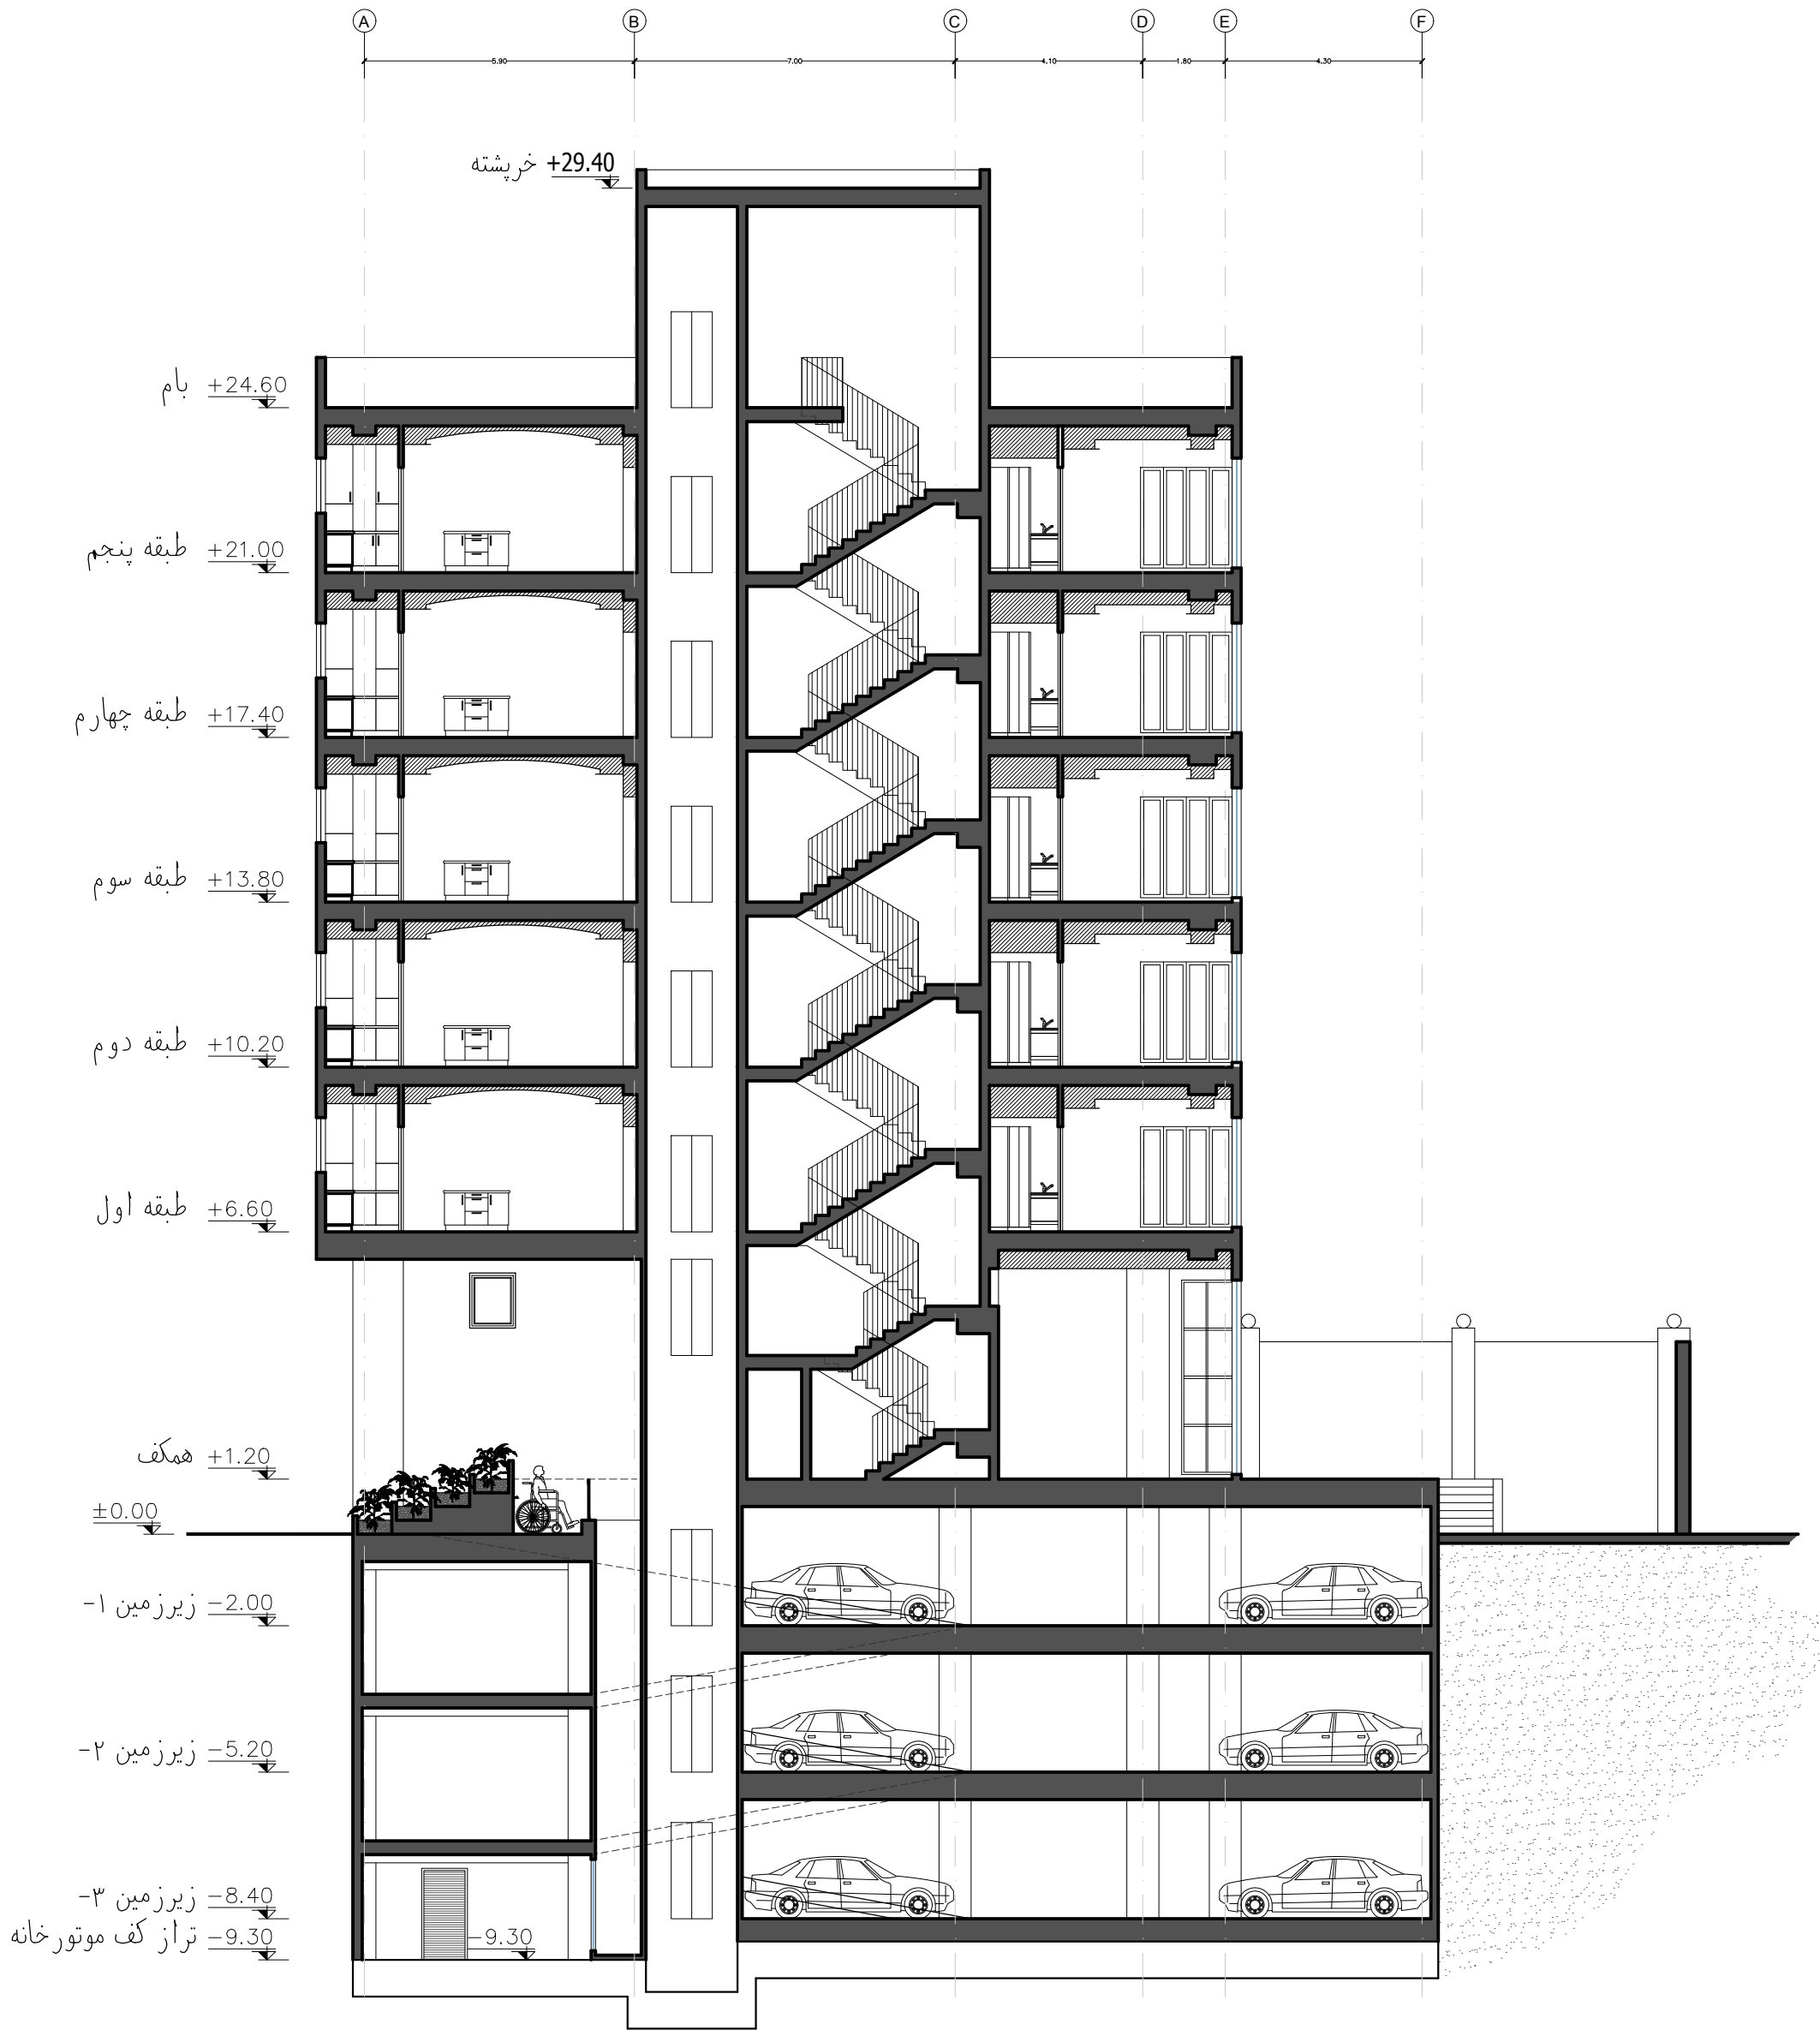 A B C D E F
5.90 7.00 4.10 1.80 4.30
خرپشته +29.40
بام +24.60
طبقه پنجم +21.00
طبقه چهارم +17.40
طبقه سوم +13.80
طبقه دوم +10.20
طبقه اول +6.60
همکف +1.20
±0.00
زیرزمین ۱- −2.00
زیرزمین ۲- −5.20
زیرزمین ۳- −8.40
تراز کف موتورخانه −9.30
−9.30